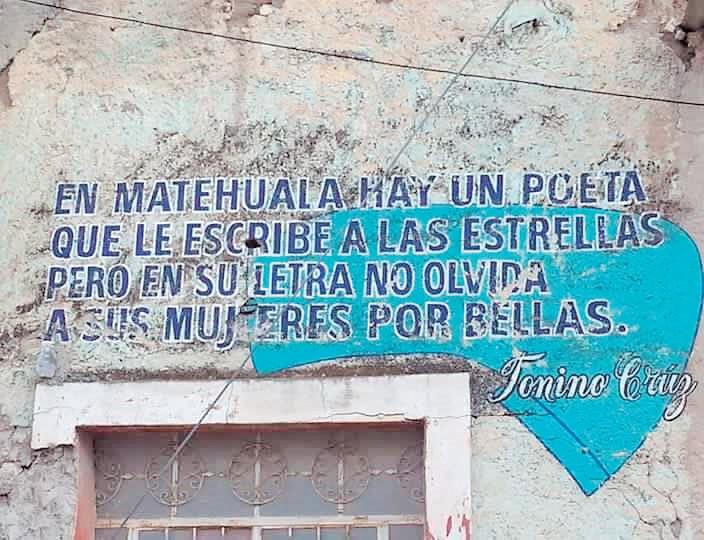 EN MATEHUALA HAY UN POETA
QUE LE ESCRIBE A LAS ESTRELLAS
PERO EN SU LETRA NO OLVIDA
A SUS MUJERES POR BELLAS.
Tonino Crúz